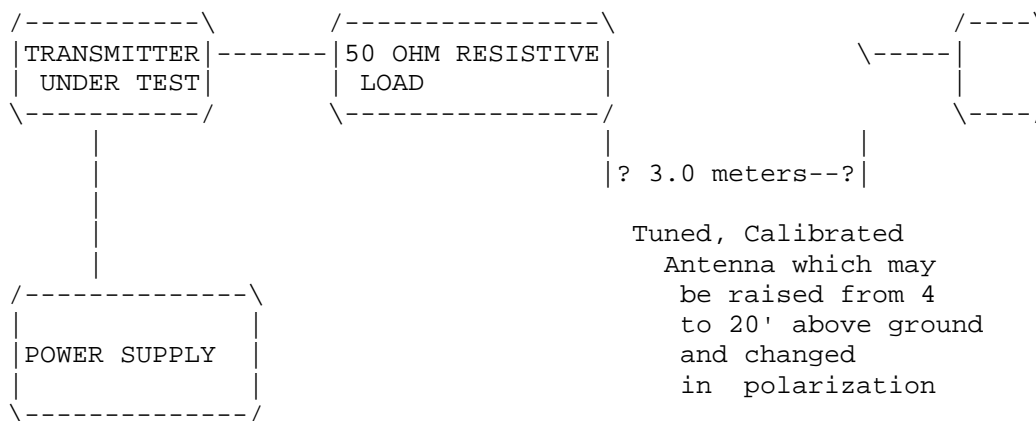 TRANSMITTER
UNDER TEST
50 OHM RESISTIVE
LOAD
? 3.0 meters--?
Tuned, Calibrated
Antenna which may
be raised from 4
to 20' above ground
and changed
in polarization
POWER SUPPLY